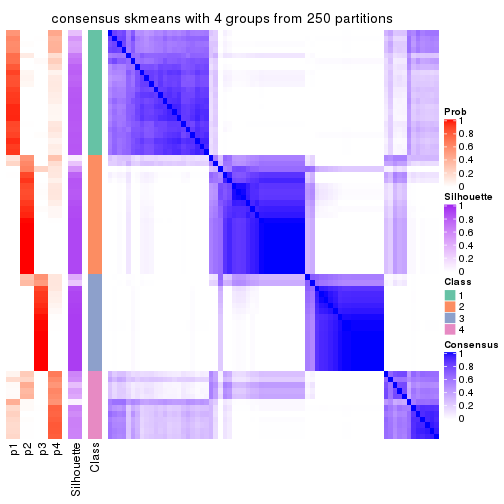 consensus skmeans with 4 groups from 250 partitions
p1
p2
p3
p4
Silhouette
Class
Prob
1
0.8
0.6
0.4
0.2
0
Silhouette
1
0.8
0.6
0.4
0.2
0
Class
1
2
3
4
Consensus
1
0.8
0.6
0.4
0.2
0